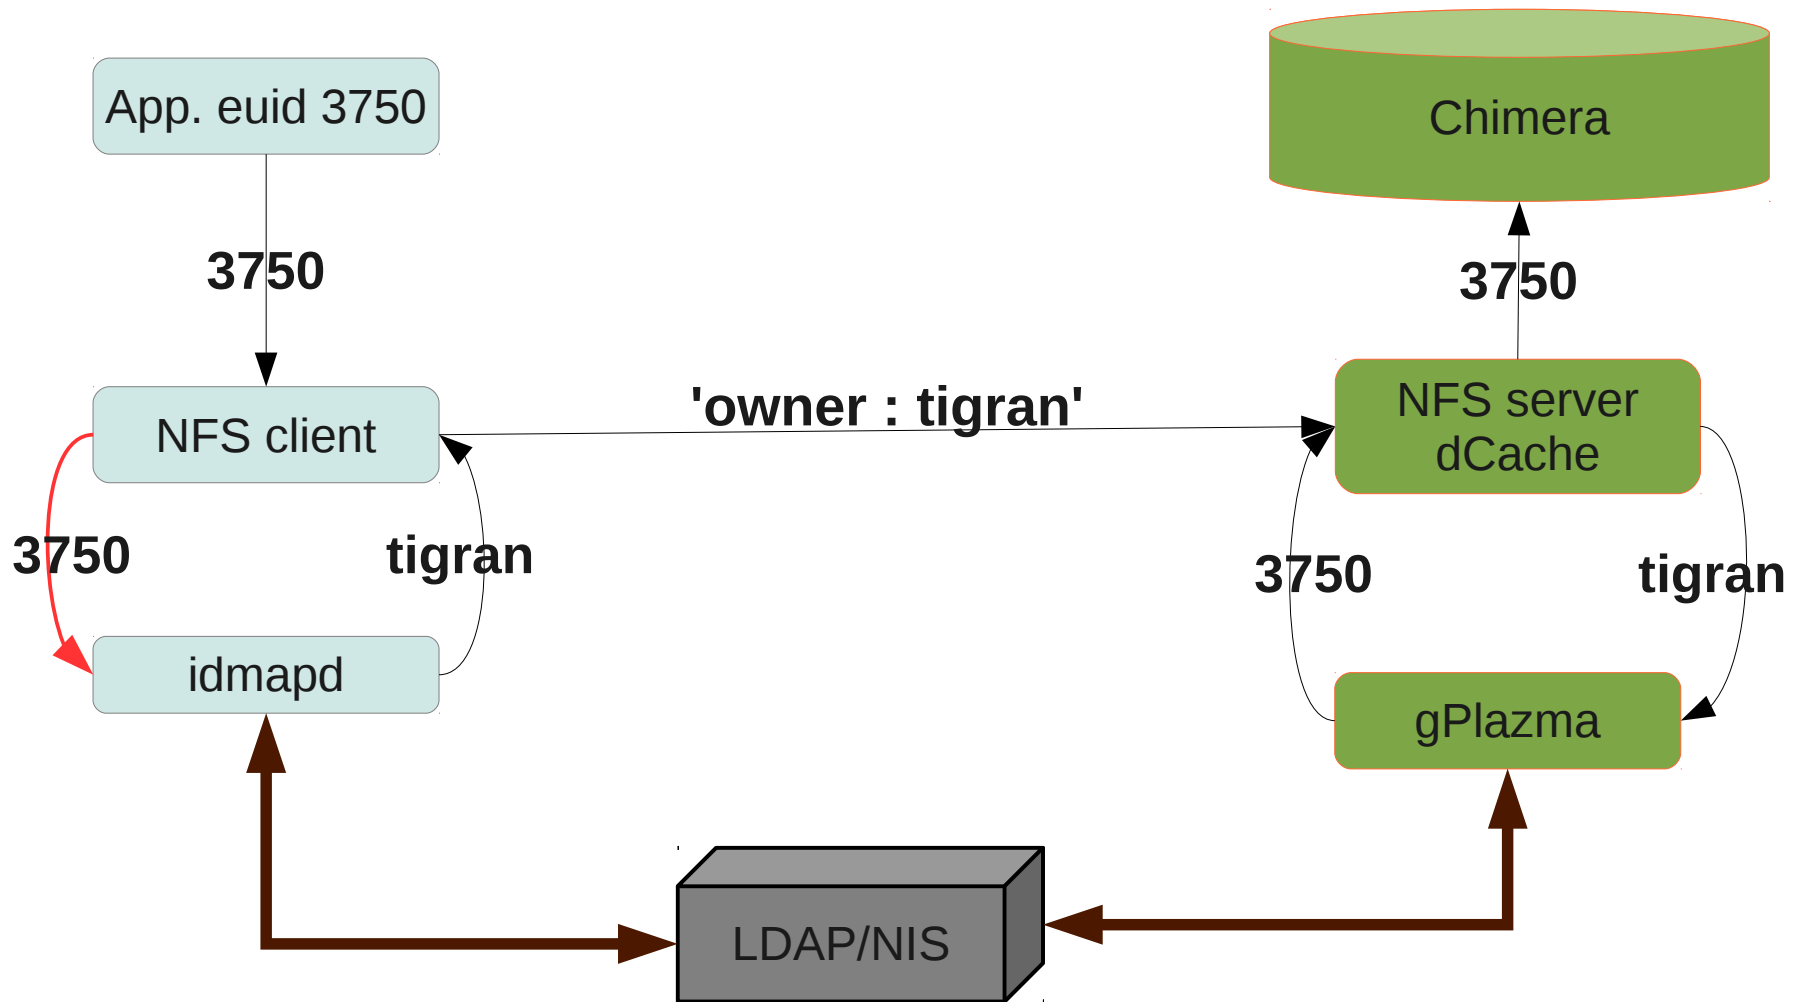 App. euid 3750
Chimera
3750
3750
'owner : tigran'
NFS client
NFS server
dCache
3750
tigran
3750
tigran
idmapd
gPlazma
LDAP/NIS